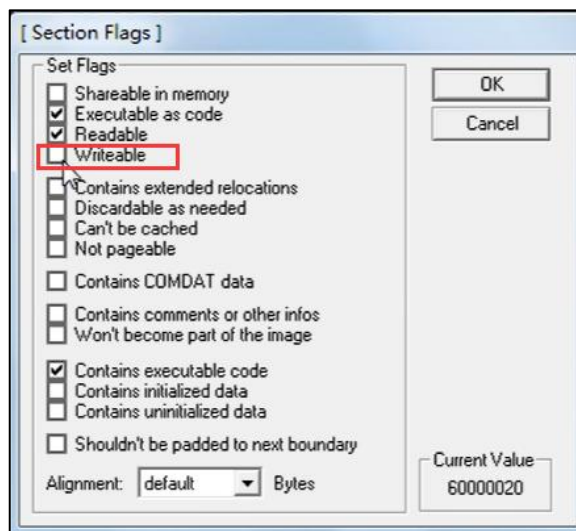 [ Section Flags ]
Set Flags
Shareable in memory
Executable as code
Readable
Writeable
Contains extended relocations
Discardable as needed
Can't be cached
Not pageable
Contains COMDAT data
Contains comments or other infos
Won't become part of the image
Contains executable code
Contains initialized data
Contains uninitialized data
Shouldn't be padded to next boundary
Alignment: default Bytes
OK
Cancel
Current Value
60000020